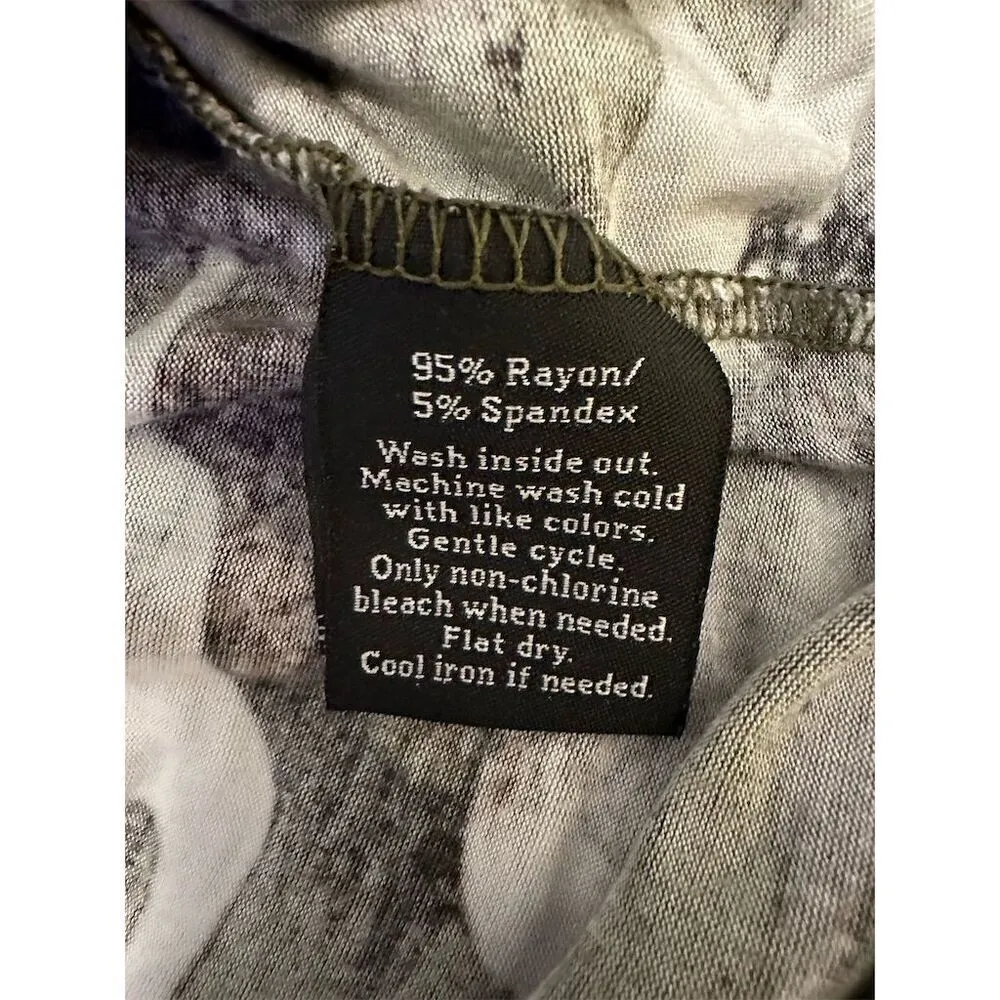 95% Rayon/
5% Spandex
Wash inside out.
Machine wash cold
with like colors.
Gentle cycle.
Only non-chlorine
bleach when needed.
Flat dry.
Cool iron if needed.